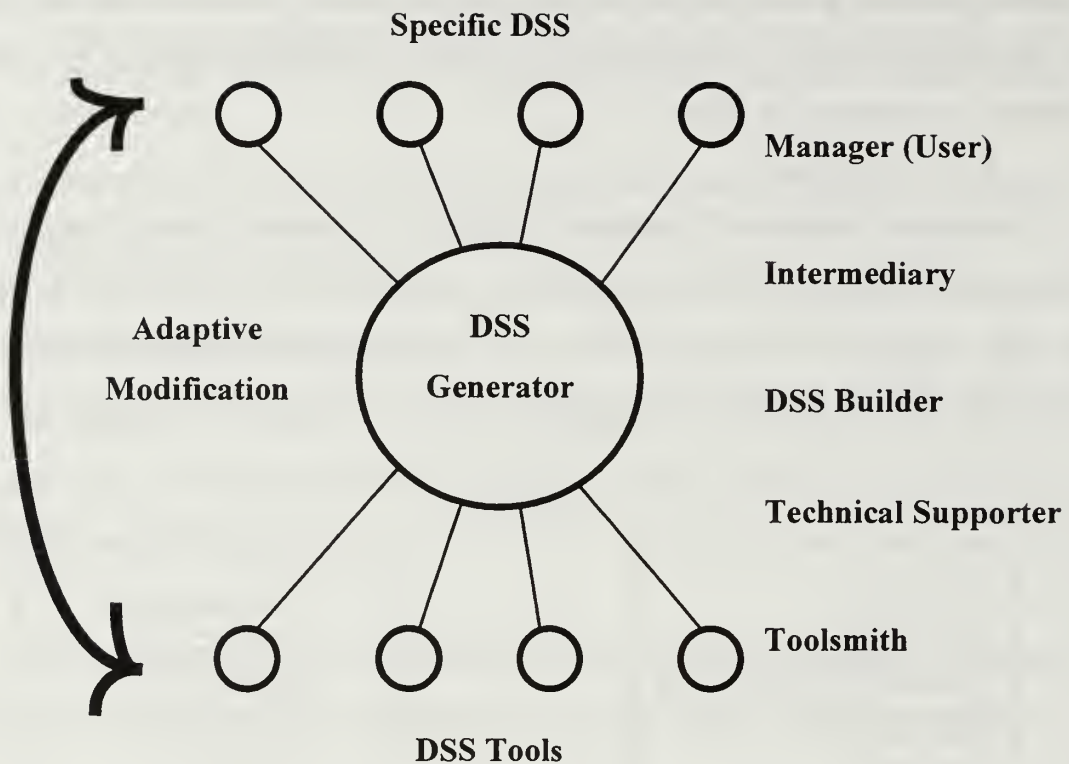 Specific DSS
Manager (User)
Intermediary
Adaptive
Modification
DSS
Generator
DSS Builder
Technical Supporter
Toolsmith
DSS Tools